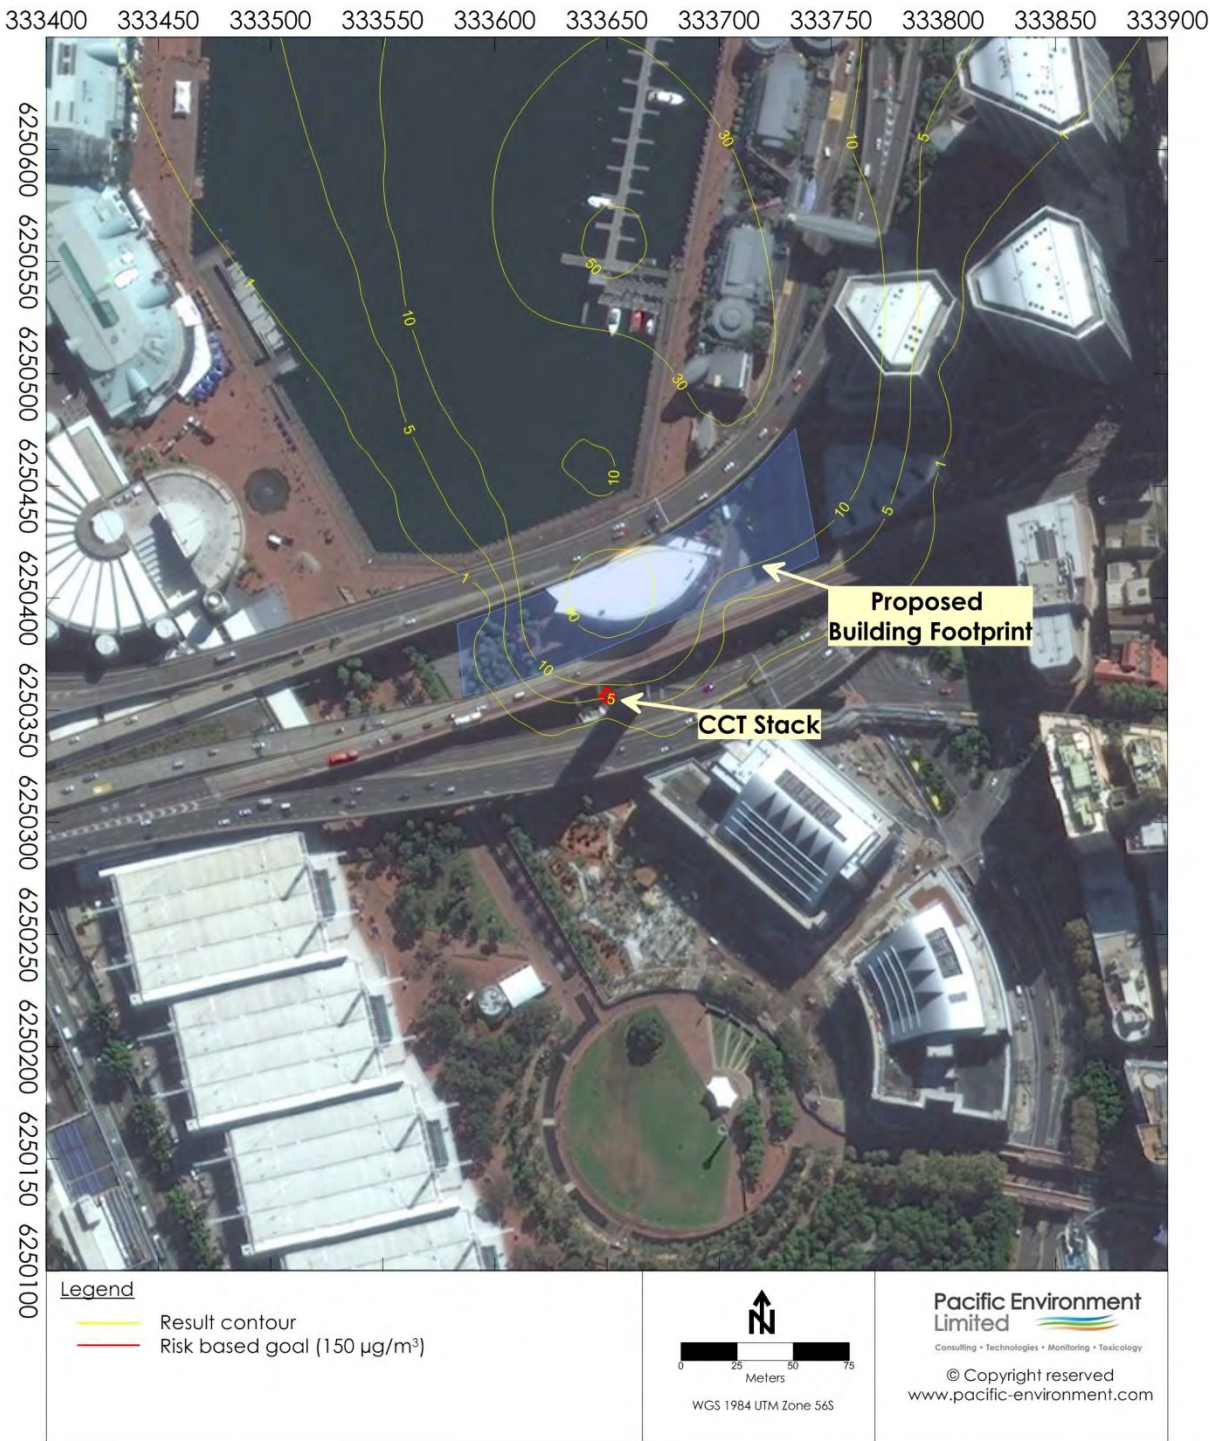 333400 333450 333500 333550 333600 333650 333700 333750 333800 333850 333900
6250600
6250550
6250500
6250450
6250400
6250350
6250300
6250250
6250200
6250150
6250100
30
10
5
1
50
1
10
30
5
10
1
10
5
1
10
5
Proposed
Building Footprint
CCT Stack
Legend
Result contour
Risk based goal (150 µg/m³)
N
0 25 50 75
Meters
WGS 1984 UTM Zone 56S
Pacific Environment
Limited
Consulting • Technologies • Monitoring • Toxicology
© Copyright reserved
www.pacific-environment.com